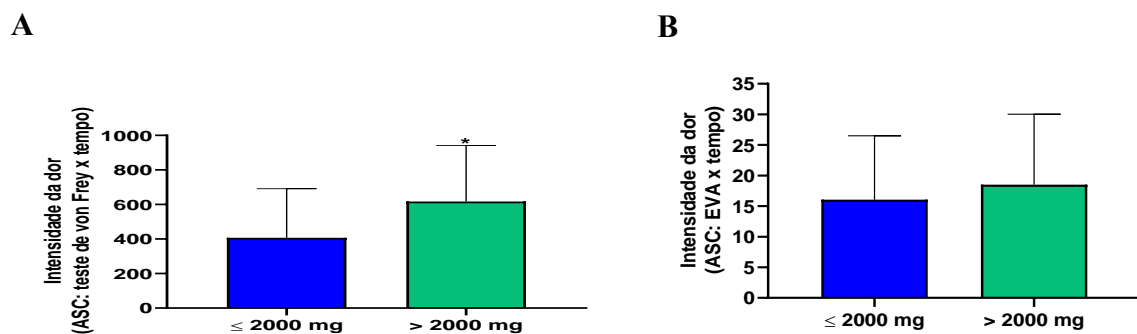 A
Intensidade da dor
(ASC: teste de von Frey x tempo)
1000
800
600
400
200
0
*
≤ 2000 mg
> 2000 mg
B
Intensidade da dor
(ASC: EVA x tempo)
35
30
25
20
15
10
5
0
≤ 2000 mg
> 2000 mg